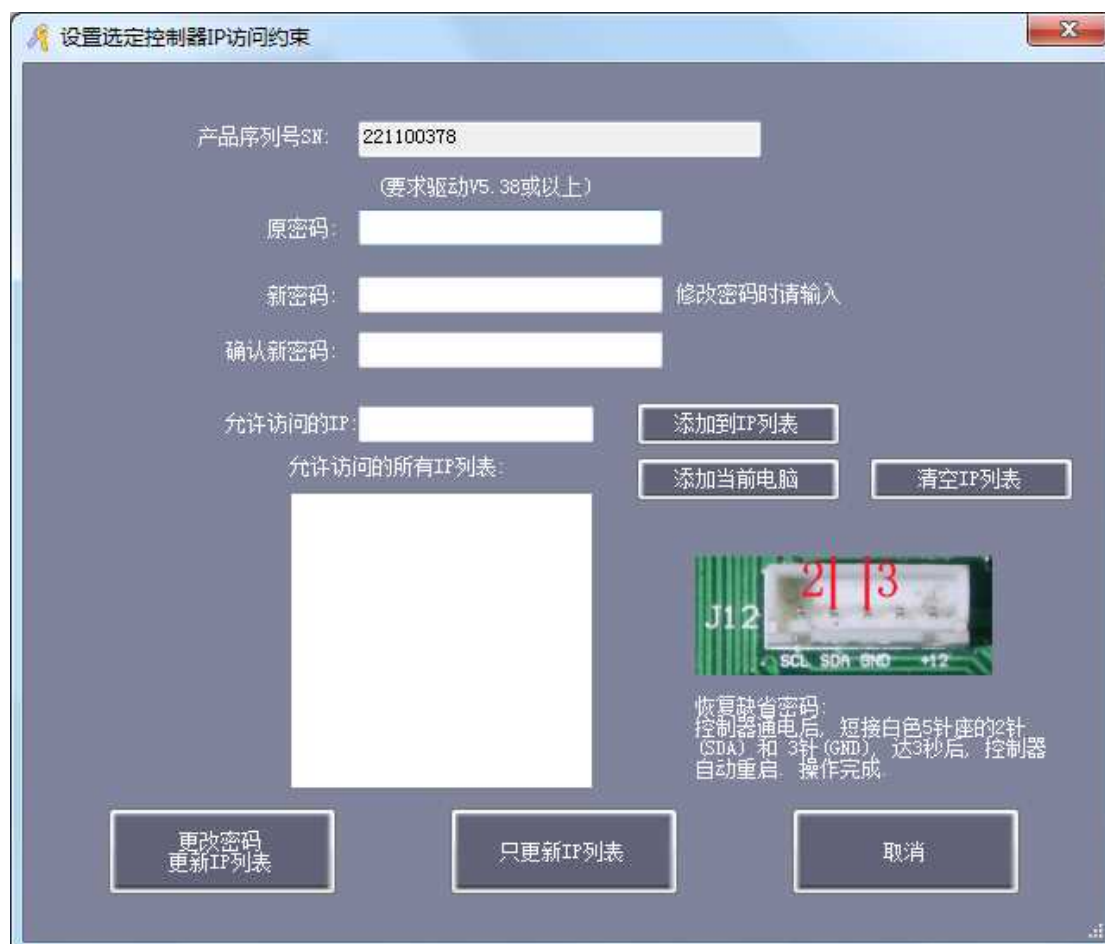 设置选定控制器IP访问约束
产品序列号SN:
221100378
(要求驱动V5.38或以上)
原密码:
新密码:
修改密码时请输入
确认新密码:
允许访问的IP:
添加到IP列表
允许访问的所有IP列表:
添加当前电脑
清空IP列表
2 3
J12
SCL SDA GND +12
恢复缺省密码:
控制器通电后, 短接白色5针座的2针
(SDA) 和 3针(GND), 达3秒后, 控制器
自动重启. 操作完成.
更改密码
更新IP列表
只更新IP列表
取消